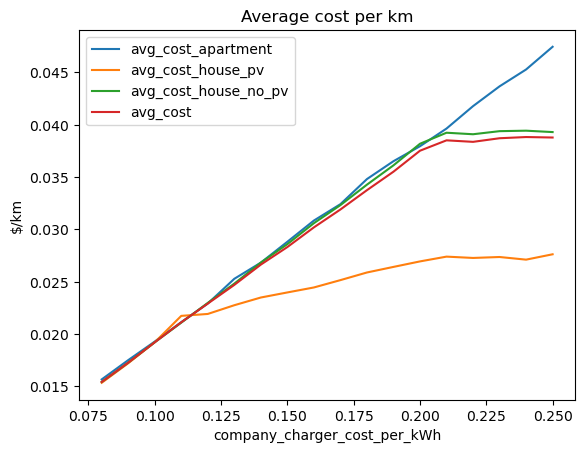 Average cost per km
avg_cost_apartment
avg_cost_house_pv
avg_cost_house_no_pv
avg_cost
0.045
0.040
0.035
0.030
0.025
0.020
0.015
$/km
0.075 0.100 0.125 0.150 0.175 0.200 0.225 0.250
company_charger_cost_per_kWh